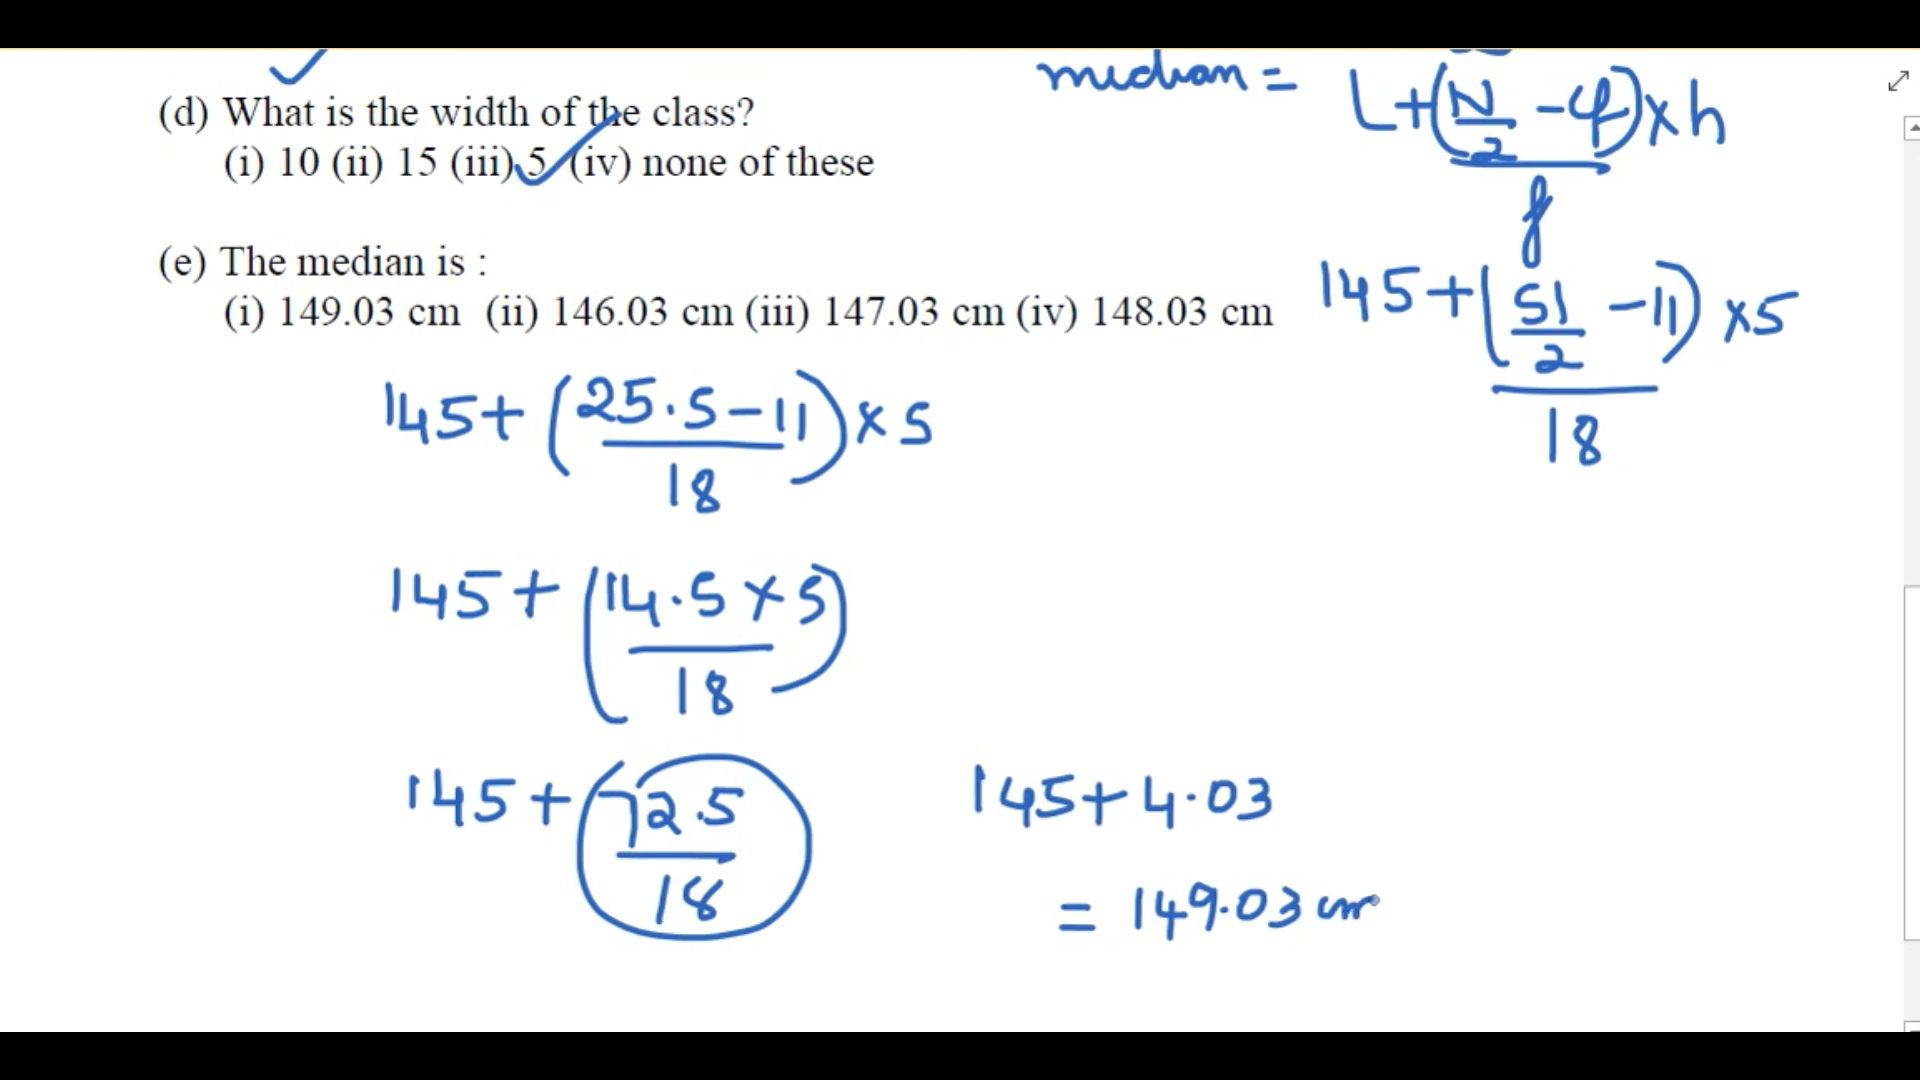 (d) What is the width of the class?
(i) 10 (ii) 15 (iii) 5 (iv) none of these
(e) The median is :
(i) 149.03 cm (ii) 146.03 cm (iii) 147.03 cm (iv) 148.03 cm
median = L+(N/2 -cf)×h
f
145+(51/2 -11)×5
18
145+(25.5-11)×5
18
145+(14.5×5)
18
145+72.5
18
145+4.03
= 149.03 cm